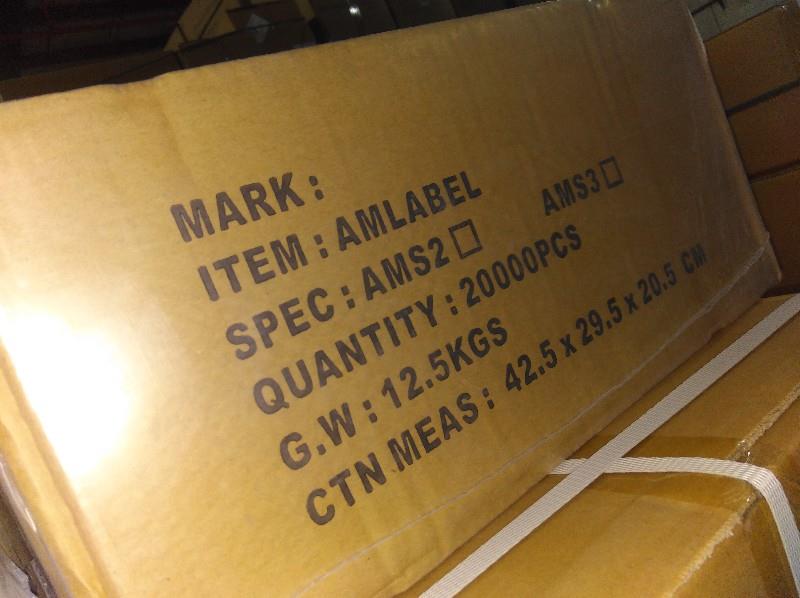 MARK :
ITEM : AMLABEL
SPEC : AMS2 □ AMS3 □
QUANTITY : 20000PCS
G.W : 12.5KGS
CTN MEAS : 42.5 x 29.5 x 20.5 CM